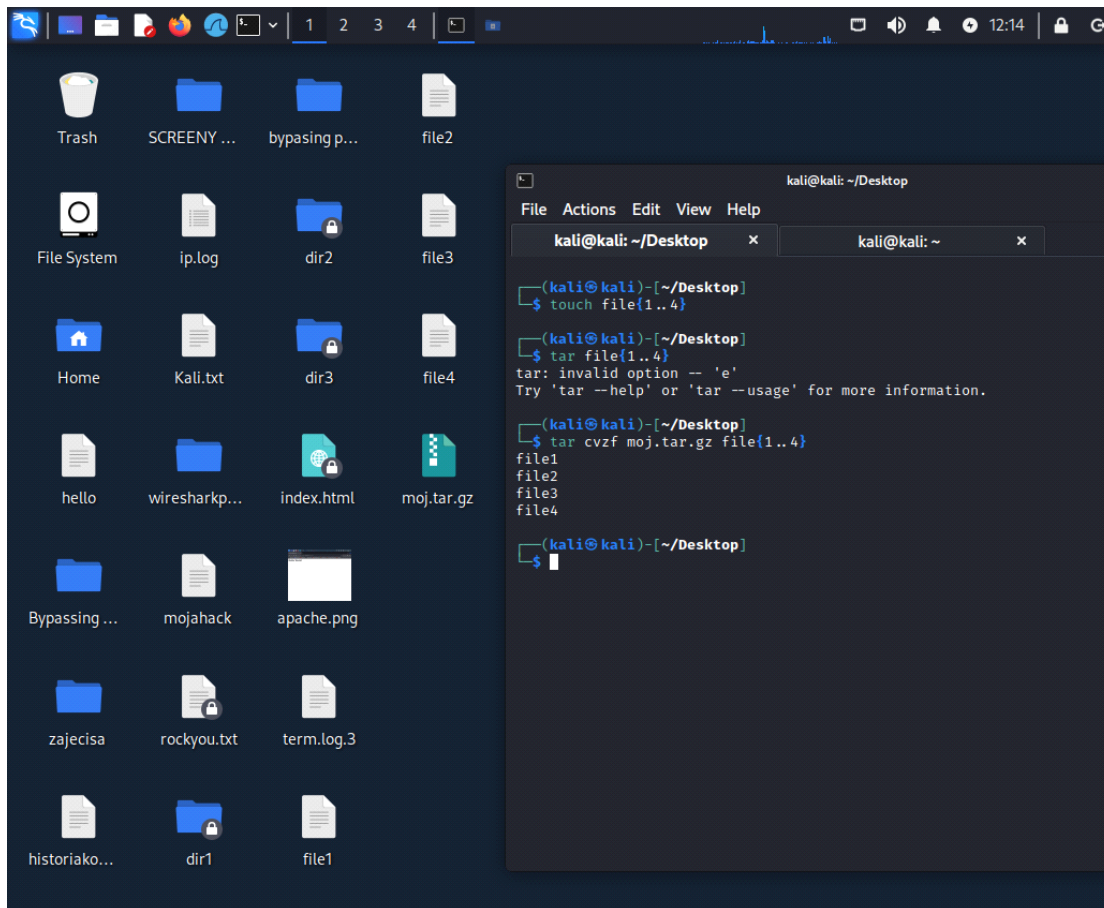 1 2 3 4 12:14
Trash SCREENY ... bypasing p... file2
File System ip.log dir2 file3
Home Kali.txt dir3 file4
hello wiresharkp... index.html moj.tar.gz
Bypassing ... mojahack apache.png
zajecisa rockyou.txt term.log.3
historiako... dir1 file1
kali@kali: ~/Desktop
File Actions Edit View Help
kali@kali: ~/Desktop × kali@kali: ~ ×
┌──(kali㉿kali)-[~/Desktop]
└─$ touch file{1..4}
┌──(kali㉿kali)-[~/Desktop]
└─$ tar file{1..4}
tar: invalid option -- 'e'
Try 'tar --help' or 'tar --usage' for more information.
┌──(kali㉿kali)-[~/Desktop]
└─$ tar cvzf moj.tar.gz file{1..4}
file1
file2
file3
file4
┌──(kali㉿kali)-[~/Desktop]
└─$